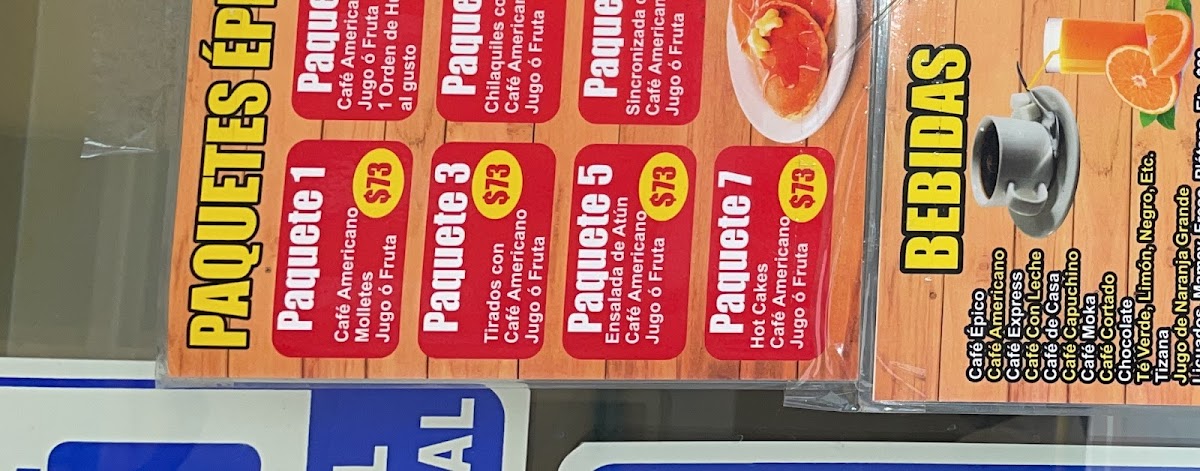 PAQUETES ÉPI
Paquete 1
$73
Café Americano
Molletes
Jugo ó Fruta
Paque
Café America
Jugo ó Fruta
1 Orden de Ho
al gusto
Paquete 3
$73
Tirados con
Café Americano
Jugo ó Fruta
Paque
Chilaquiles co
Café American
Jugo ó Fruta
Paquete 5
$73
Ensalada de Atún
Café Americano
Jugo ó Fruta
Paque
Sincronizada
Café American
Jugo ó Fruta
Paquete 7
$73
Hot Cakes
Café Americano
Jugo ó Fruta
BEBIDAS
Café Épico
Café Americano
Café Express
Café Con Leche
Café de Casa
Café Capuchino
Café Moka
Café Cortado
Chocolate
Té Verde, Limón, Negro, Etc.
Tizana
Jugo de Naranja Grande
L
AL